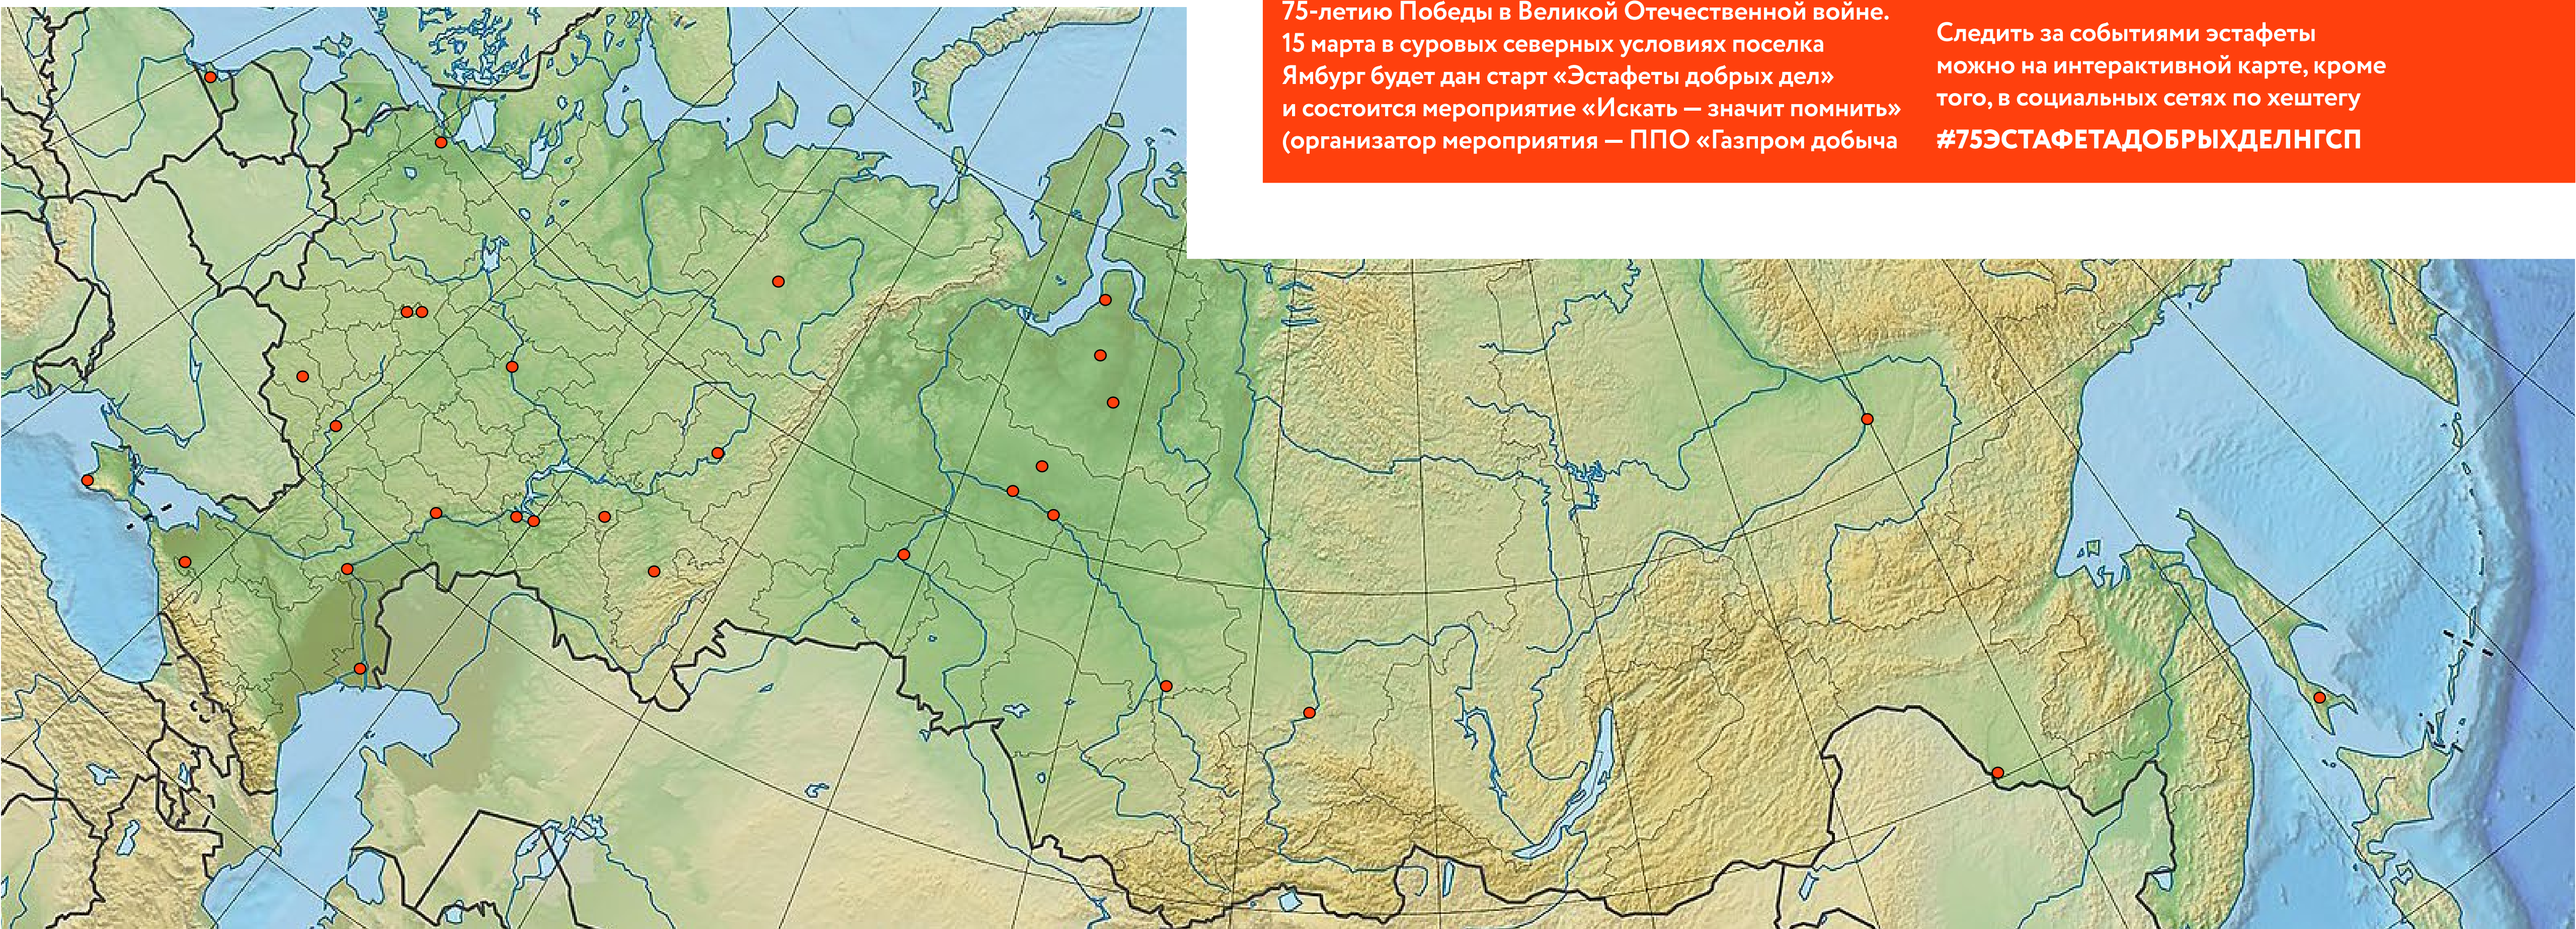 75-летию Победы в Великой Отечественной войне.
15 марта в суровых северных условиях поселка
Ямбург будет дан старт «Эстафеты добрых дел»
и состоится мероприятие «Искать — значит помнить»
(организатор мероприятия — ППО «Газпром добыча
Следить за событиями эстафеты
можно на интерактивной карте, кроме
того, в социальных сетях по хештегу
#75ЭСТАФЕТАДОБРЫХДЕЛНГСП